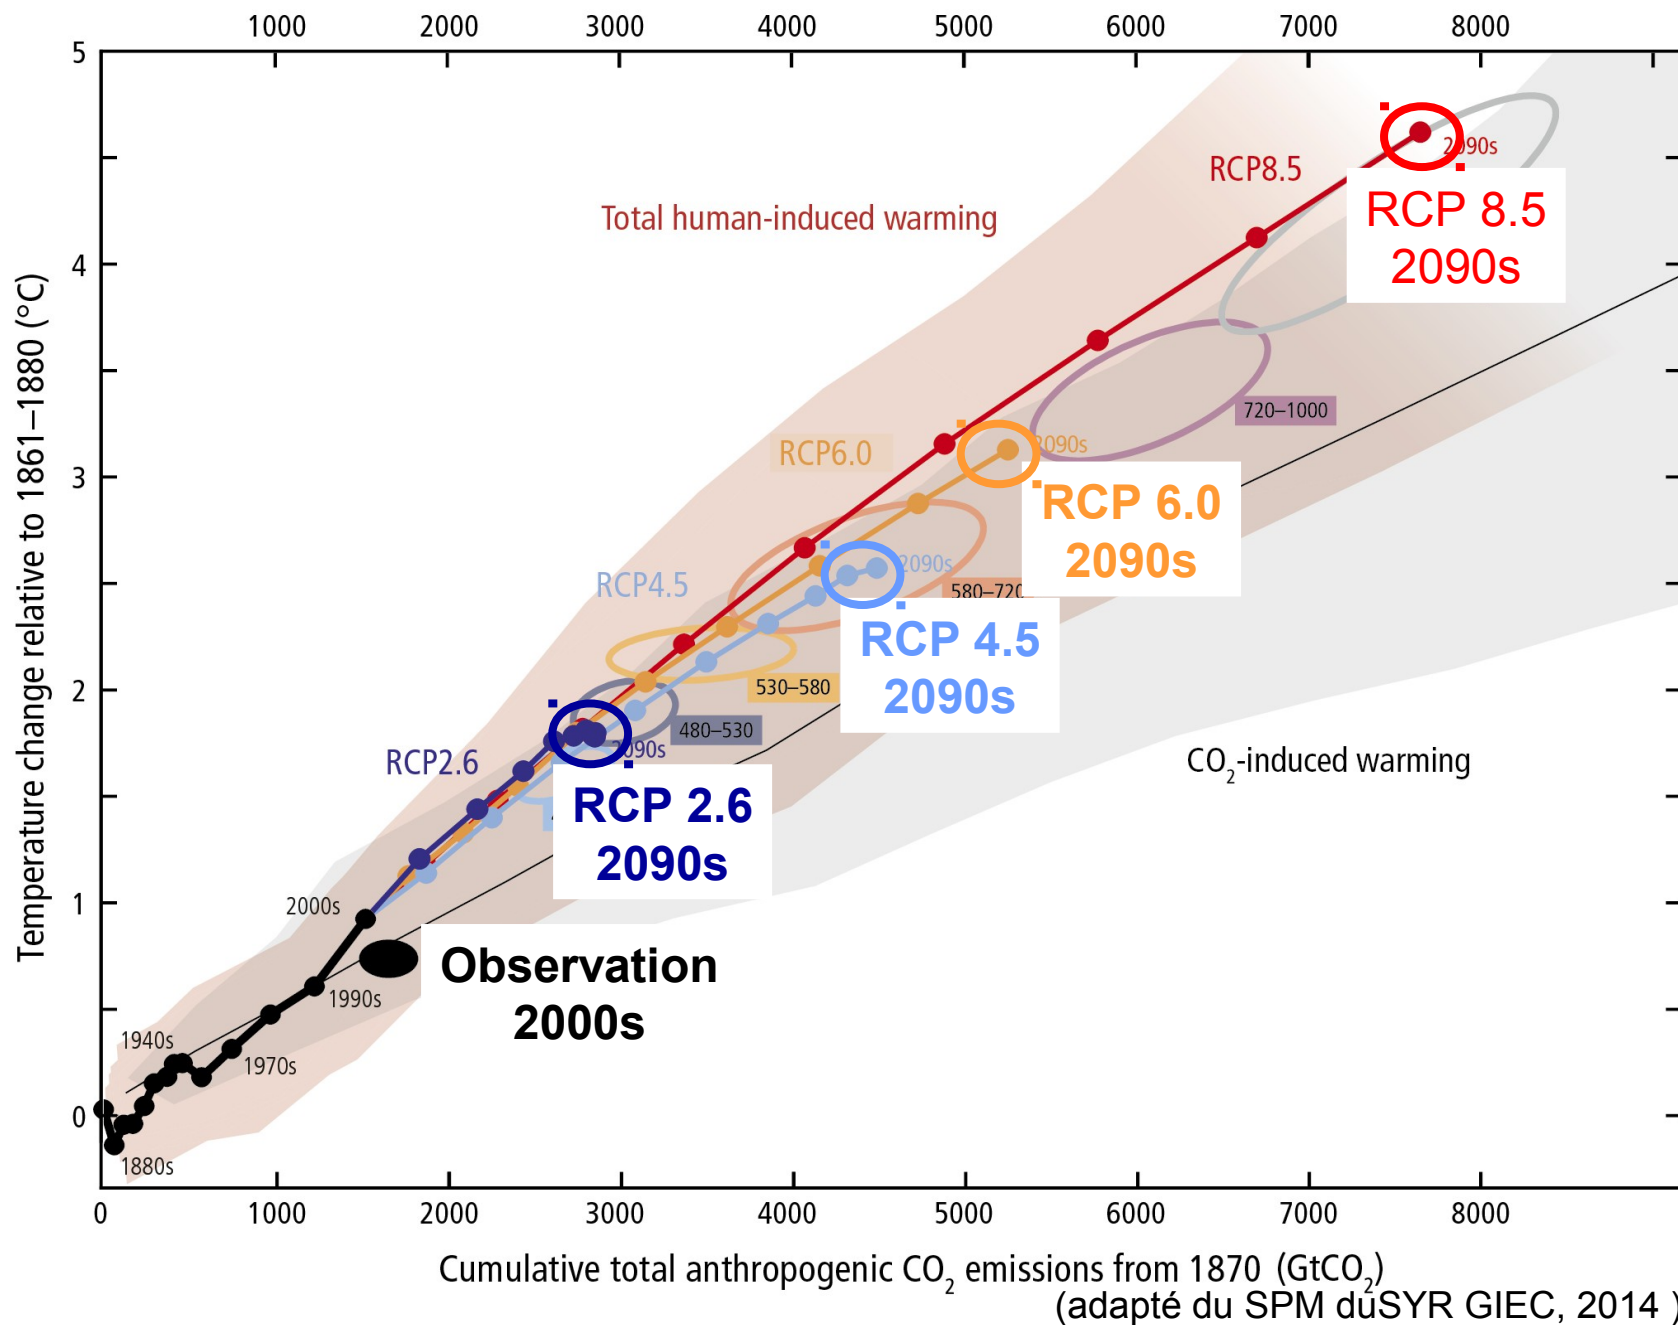 1000 2000 3000 4000 5000 6000 7000 8000
5
4
3
2
1
0
Temperature change relative to 1861–1880 (°C)
Total human-induced warming
RCP8.5
2090s
RCP 8.5
2090s
720–1000
RCP6.0
2090s
RCP 6.0
2090s
RCP4.5
2090s
580–720
RCP 4.5
2090s
530–580
480–530
RCP2.6
2090s
RCP 2.6
2090s
CO2-induced warming
2000s
Observation
2000s
1990s
1940s
1970s
1880s
0 1000 2000 3000 4000 5000 6000 7000 8000
Cumulative total anthropogenic CO2 emissions from 1870 (GtCO2)
(adapté du SPM duSYR GIEC, 2014 )